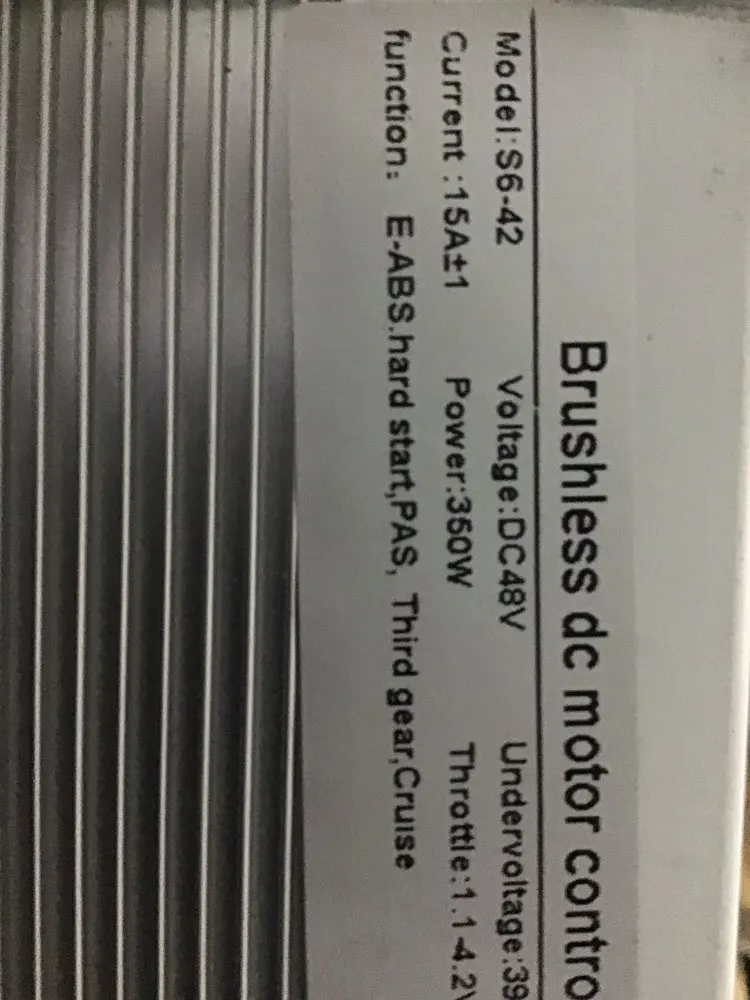 Brushless dc motor contro
Model:S6-42 Voltage:DC48V Undervoltage:39
Current :15A±1 Power:350W Throttle:1.1-4.2V
function: E-ABS.hard start,PAS, Third gear,Cruise